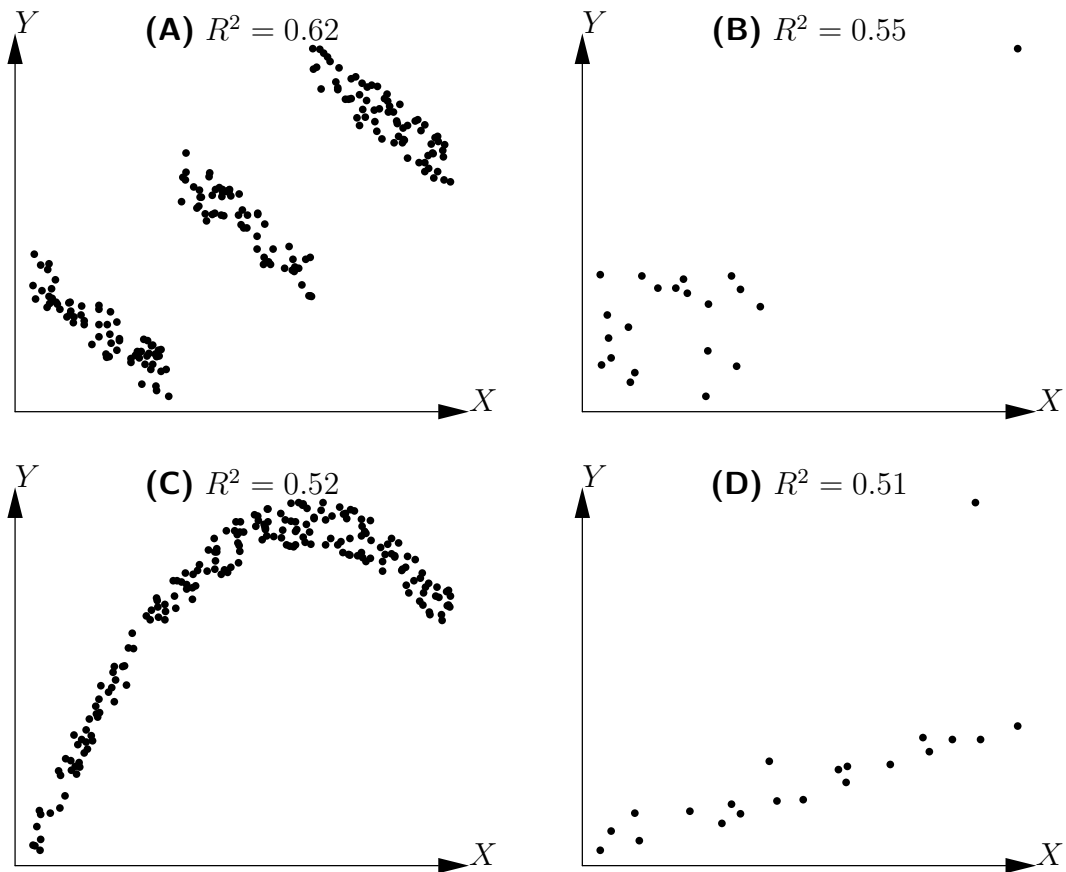 Y
(A) R² = 0.62
X
Y
(B) R² = 0.55
X
Y
(C) R² = 0.52
X
Y
(D) R² = 0.51
X